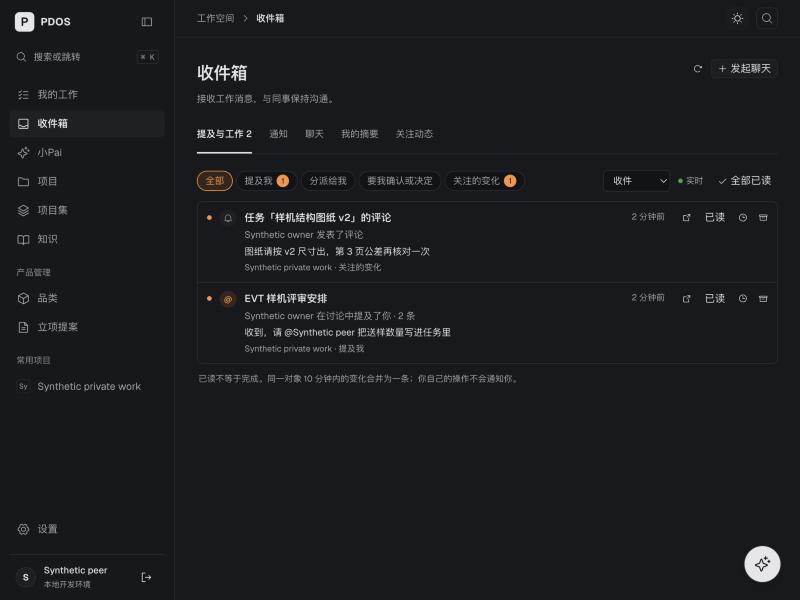 P PDOS
搜索或跳转 ⌘ K
我的工作
收件箱
小Pai
项目
项目集
知识
产品管理
品类
立项提案
常用项目
Sy Synthetic private work
设置
S Synthetic peer
本地开发环境
工作空间 > 收件箱
收件箱
+ 发起聊天
接收工作消息，与同事保持沟通。
提及与工作 2 通知 聊天 我的摘要 关注动态
全部 提及我 1 分派给我 要我确认或决定 关注的变化 1 收件 实时 全部已读
任务「样机结构图纸 v2」的评论 2 分钟前 已读
Synthetic owner 发表了评论
图纸请按 v2 尺寸出，第 3 页公差再核对一次
Synthetic private work · 关注的变化
@ EVT 样机评审安排 2 分钟前 已读
Synthetic owner 在讨论中提及了你 · 2 条
收到，请 @Synthetic peer 把送样数量写进任务里
Synthetic private work · 提及我
已读不等于完成。同一对象 10 分钟内的变化合并为一条；你自己的操作不会通知你。